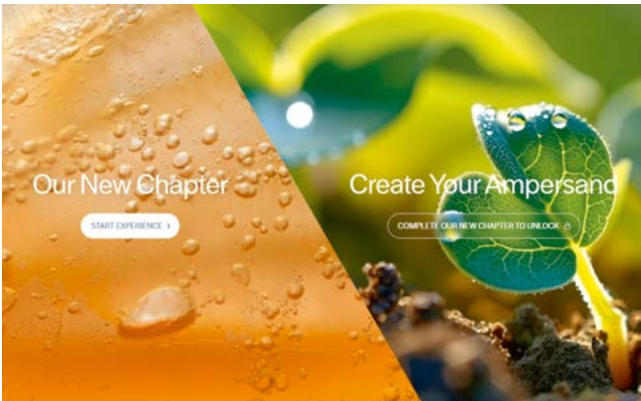 Our New Chapter
START EXPERIENCE
Create Your Ampersand
COMPLETE OUR NEW CHAPTER TO UNLOCK